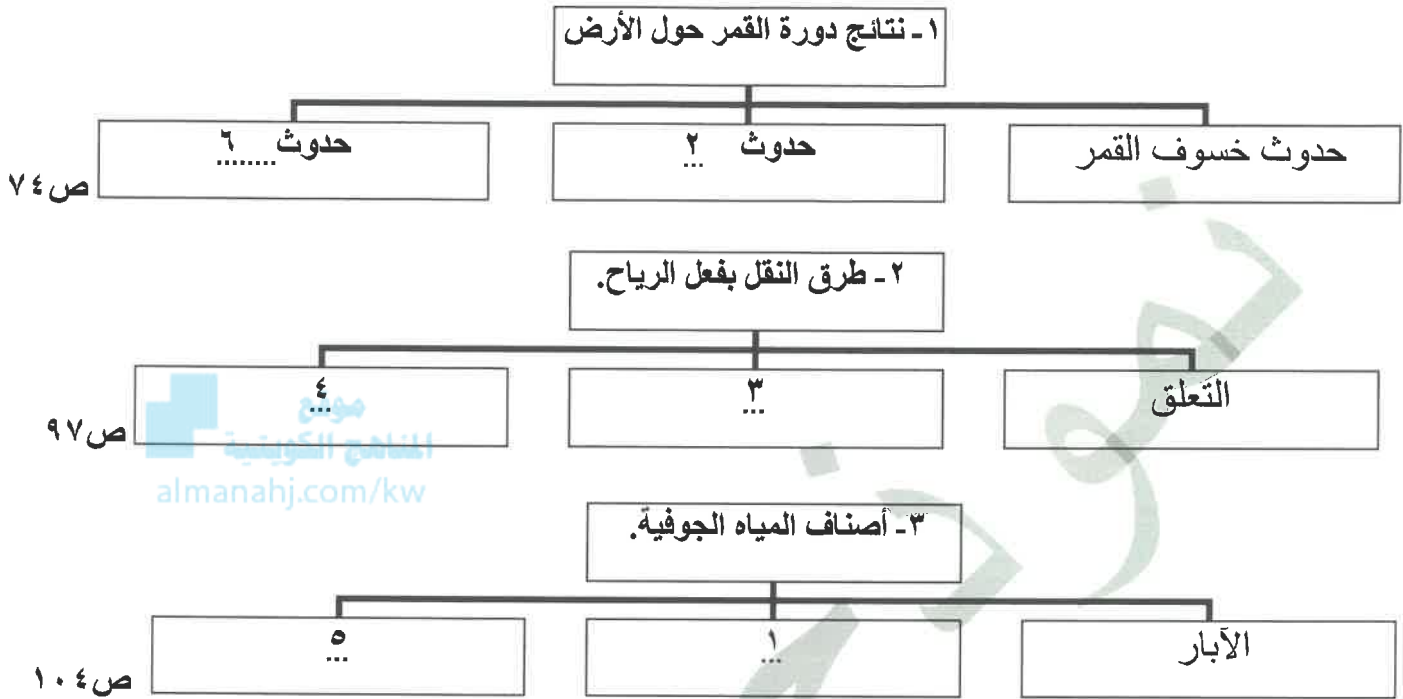 ١- نتائج دورة القمر حول الأرض
حدوث خسوف القمر
حدوث ٢...
حدوث ٦........
ص٧٤
٢- طرق النقل بفعل الرياح.
التعلق
٣...
٤...
ص٩٧
موقع
المناهج الكويتية
almanahj.com/kw
٣- أصناف المياه الجوفية.
الآبار
١...
٥...
ص١٠٤